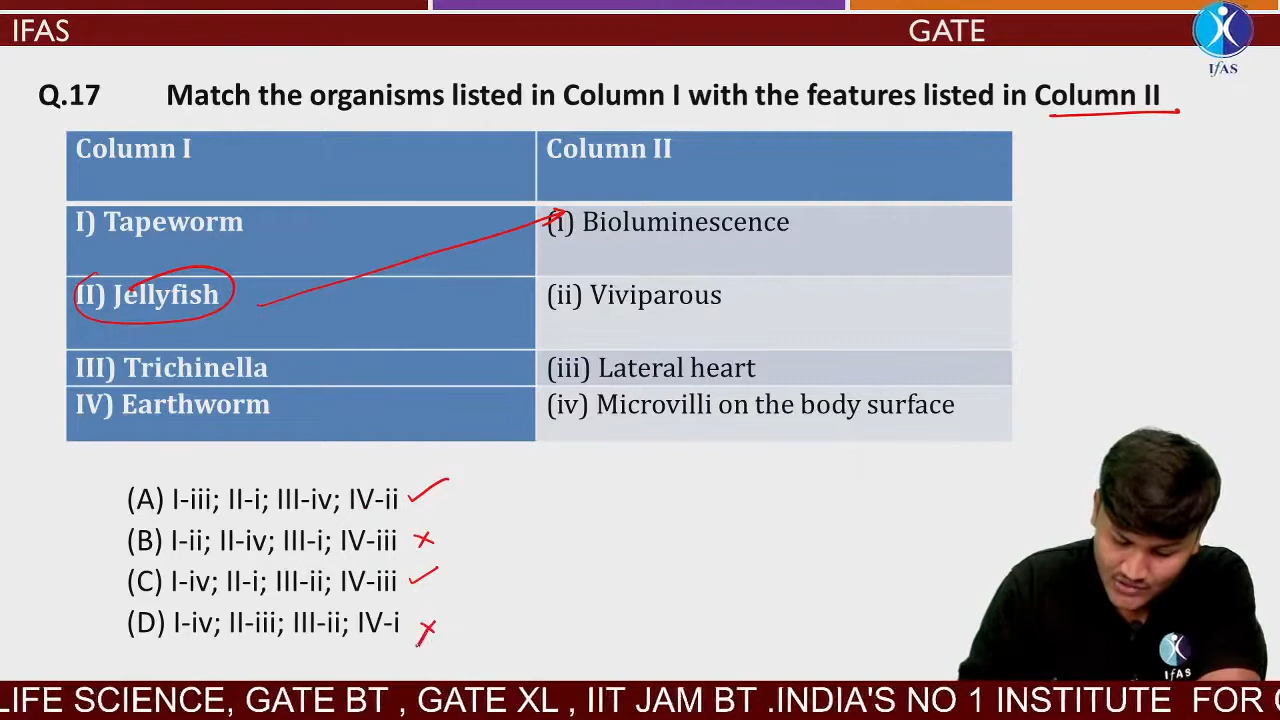 IFAS GATE
IfAS
Q.17 Match the organisms listed in Column I with the features listed in Column II
Column I Column II
I) Tapeworm (i) Bioluminescence
II) Jellyfish (ii) Viviparous
III) Trichinella (iii) Lateral heart
IV) Earthworm (iv) Microvilli on the body surface
(A) I-iii; II-i; III-iv; IV-ii
(B) I-ii; II-iv; III-i; IV-iii
(C) I-iv; II-i; III-ii; IV-iii
(D) I-iv; II-iii; III-ii; IV-i
IfAS
LIFE SCIENCE, GATE BT , GATE XL , IIT JAM BT .INDIA'S NO 1 INSTITUTE FOR